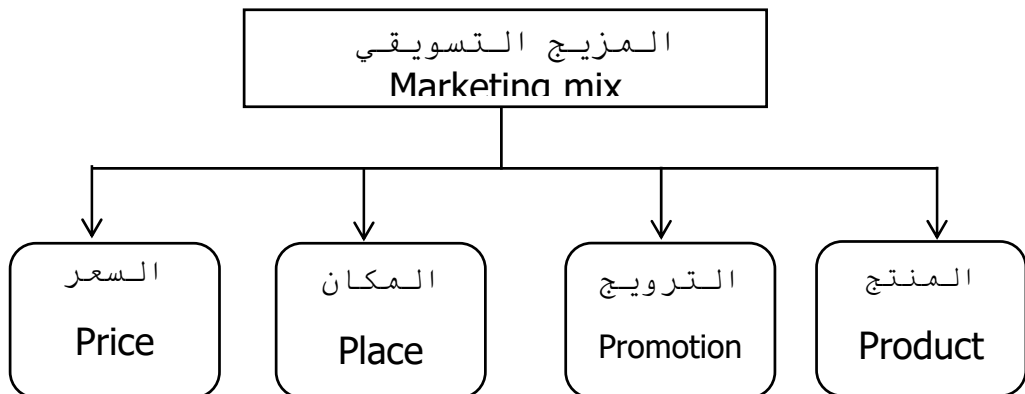 المزيج التسويقي
Marketing mix
المنتج
Product
الترويج
Promotion
المكان
Place
السعر
Price